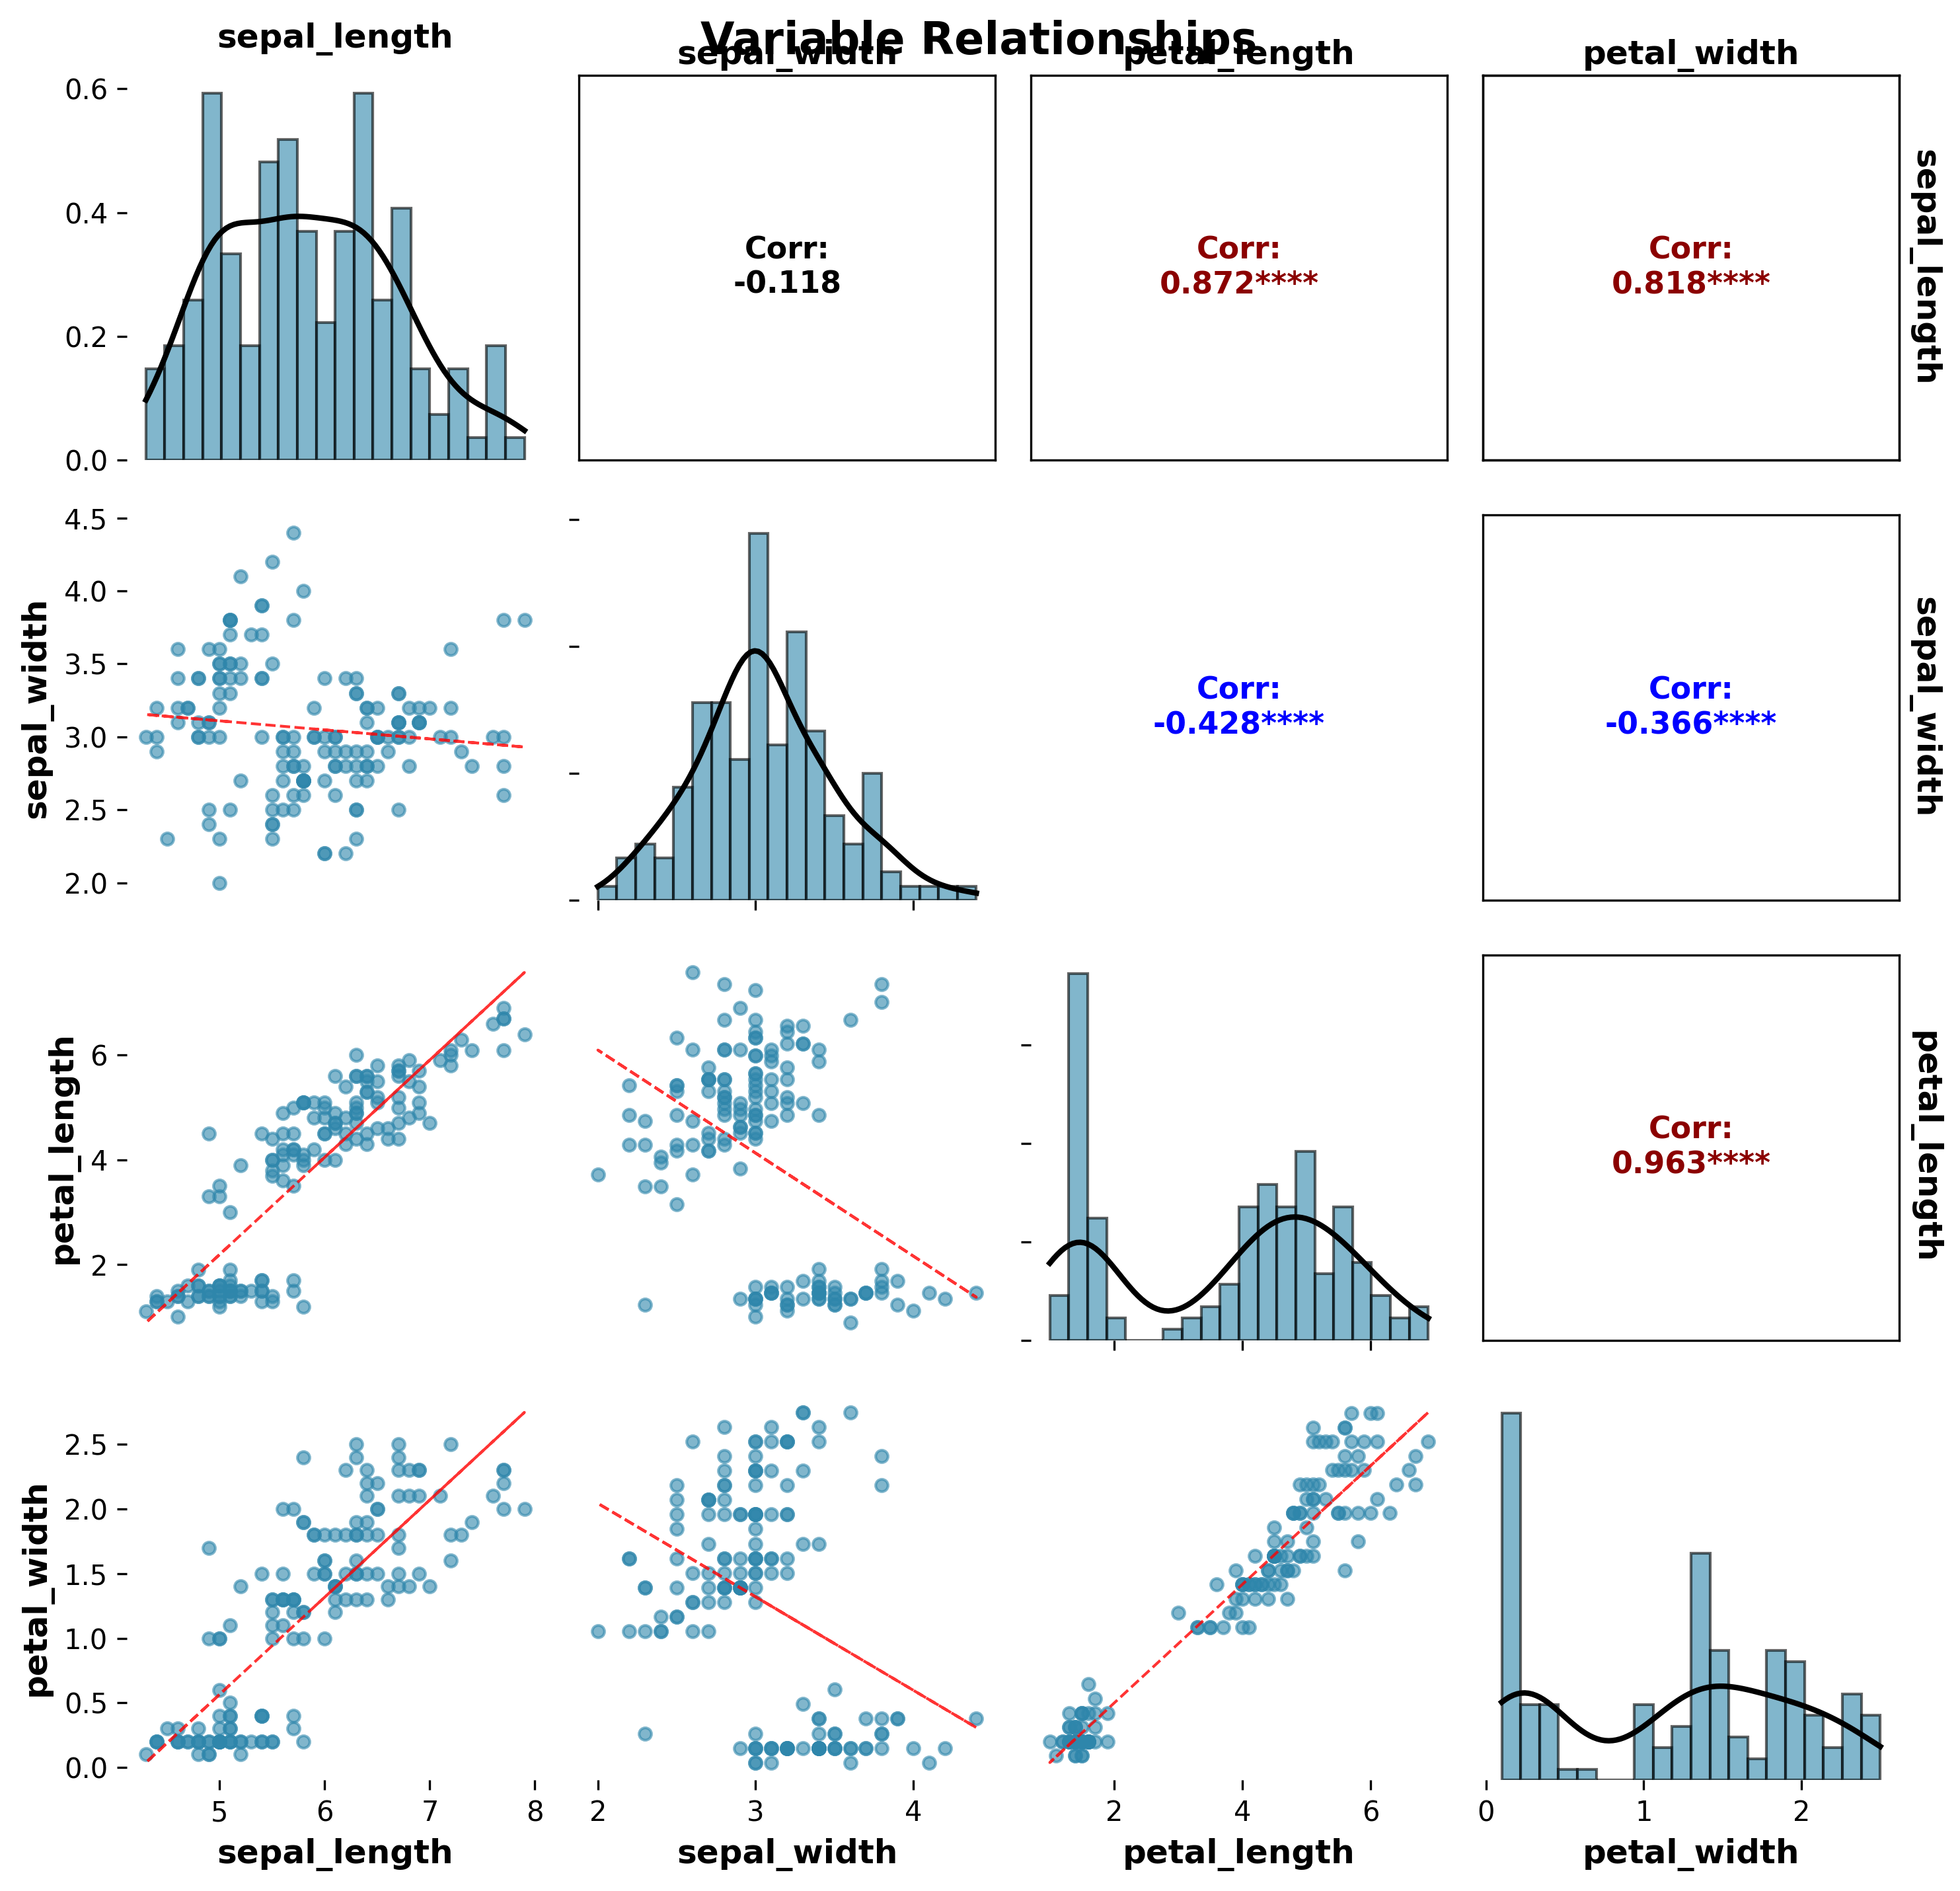 Variable Relationships
sepal_length
sepal_width
petal_length
petal_width
0.6
0.4
0.2
0.0
Corr:
-0.118
Corr:
0.872****
Corr:
0.818****
sepal_length
sepal_width
4.5
4.0
3.5
3.0
2.5
2.0
Corr:
-0.428****
Corr:
-0.366****
sepal_width
petal_length
6
4
2
Corr:
0.963****
petal_length
petal_width
2.5
2.0
1.5
1.0
0.5
0.0
5 6 7 8
2 3 4
2 4 6
0 1 2
sepal_length
sepal_width
petal_length
petal_width